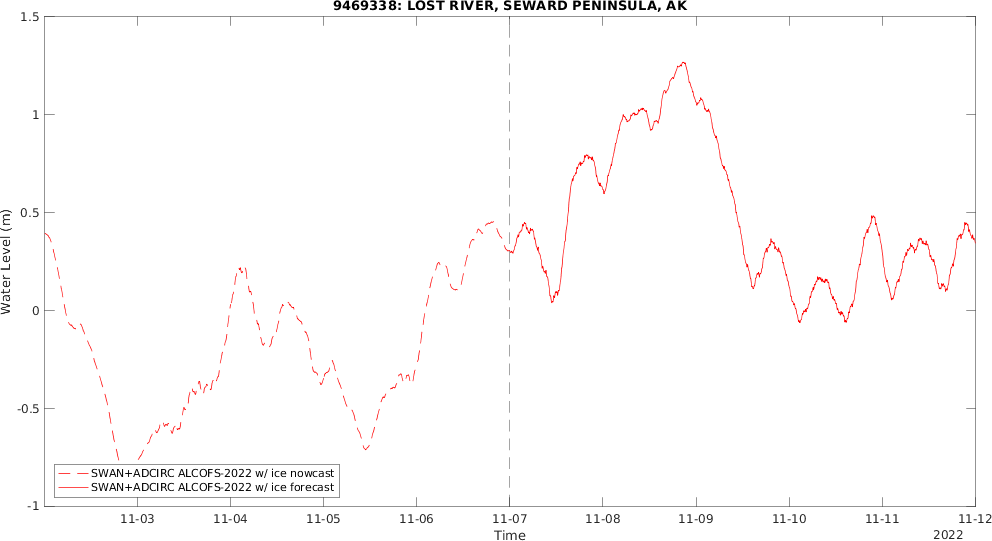 9469338: LOST RIVER, SEWARD PENINSULA, AK
1.5
1
0.5
0
-0.5
-1
Water Level (m)
SWAN+ADCIRC ALCOFS-2022 w/ ice nowcast
SWAN+ADCIRC ALCOFS-2022 w/ ice forecast
11-03 11-04 11-05 11-06 11-07 11-08 11-09 11-10 11-11 11-12
Time
2022